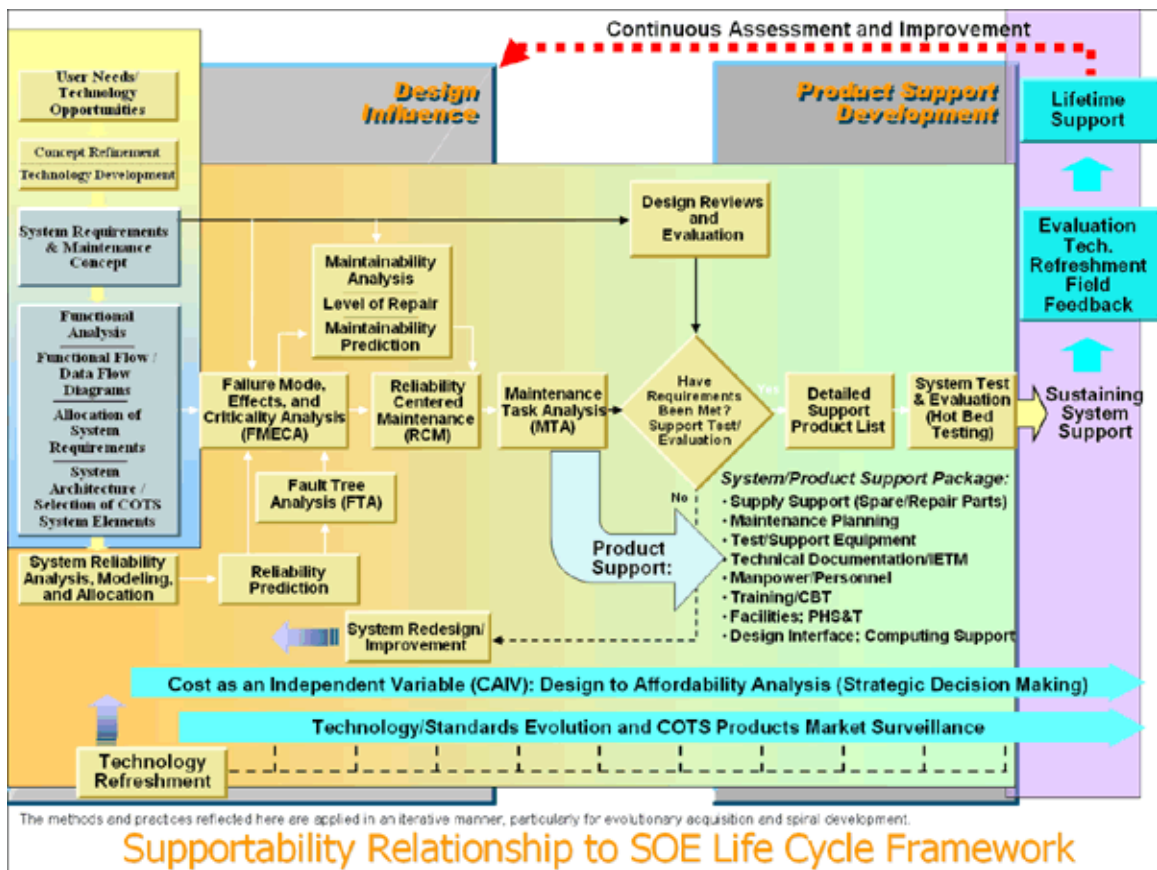 Continuous Assessment and Improvement
User Needs/
Technology
Opportunities
Design
Influence
Product Support
Development
Lifetime
Support
Concept Refinement
Technology Development
System Requirements
& Maintenance
Concept
Design Reviews
and
Evaluation
Evaluation
Tech.
Refreshment
Field
Feedback
Maintainability
Analysis
Level of Repair
Maintainability
Prediction
Functional
Analysis
Functional Flow /
Data Flow
Diagrams
Allocation of
System
Requirements
System
Architecture /
Selection of COTS
System Elements
Failure Mode,
Effects, and
Criticality Analysis
(FMECA)
Reliability
Centered
Maintenance
(RCM)
Maintenance
Task Analysis
(MTA)
Have
Requirements
Been Met?
Support Test/
Evaluation
Yes
Detailed
Support
Product List
System Test
& Evaluation
(Hot Bed
Testing)
Sustaining
System
Support
Fault Tree
Analysis (FTA)
No
System/Product Support Package:
• Supply Support (Spare/Repair Parts)
• Maintenance Planning
• Test/Support Equipment
• Technical Documentation/IETM
• Manpower/Personnel
• Training/CBT
• Facilities; PHS&T
• Design Interface; Computing Support
Product
Support:
System Reliability
Analysis, Modeling,
and Allocation
Reliability
Prediction
System Redesign/
Improvement
Cost as an Independent Variable (CAIV): Design to Affordability Analysis (Strategic Decision Making)
Technology/Standards Evolution and COTS Products Market Surveillance
Technology
Refreshment
The methods and practices reflected here are applied in an iterative manner, particularly for evolutionary acquisition and spiral development.
Supportability Relationship to SOE Life Cycle Framework